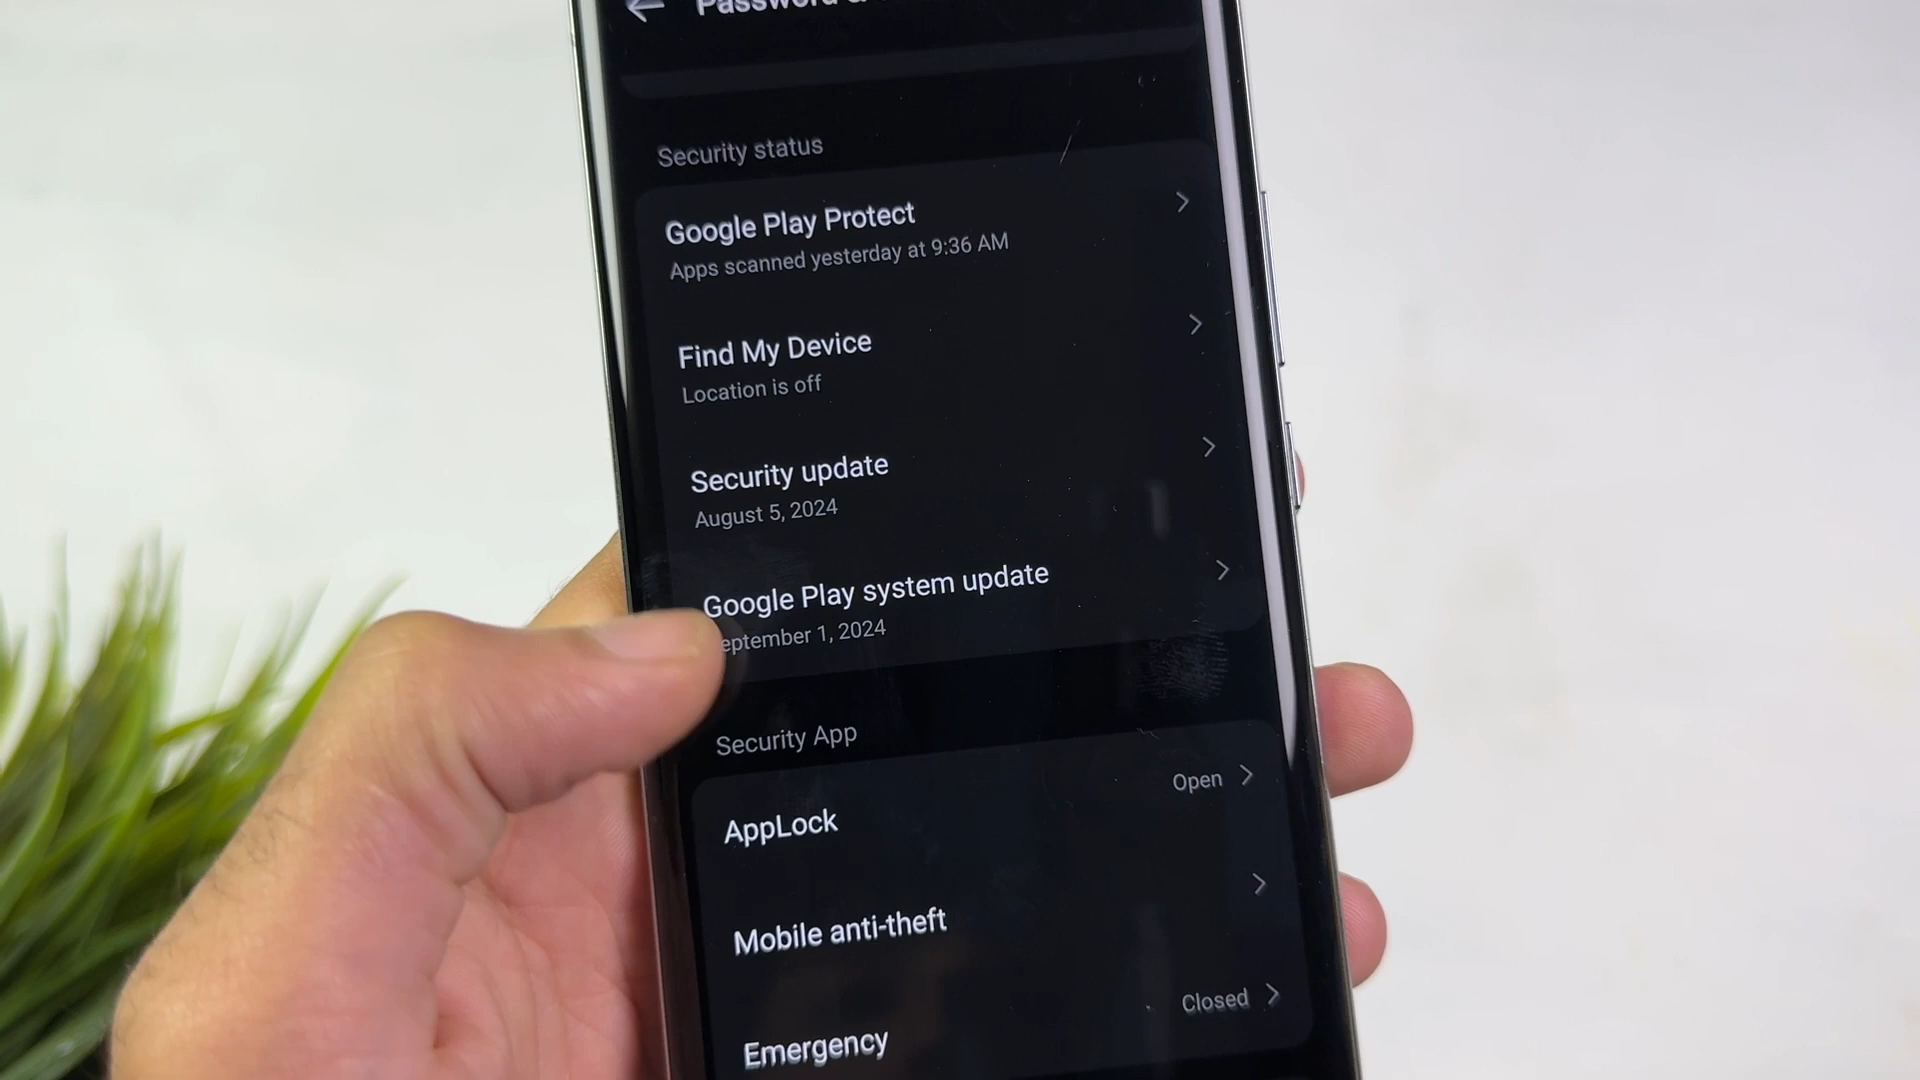 Password &
Security status
Google Play Protect
Apps scanned yesterday at 9:36 AM
Find My Device
Location is off
Security update
August 5, 2024
Google Play system update
eptember 1, 2024
Security App
AppLock
Open
Mobile anti-theft
Emergency
Closed